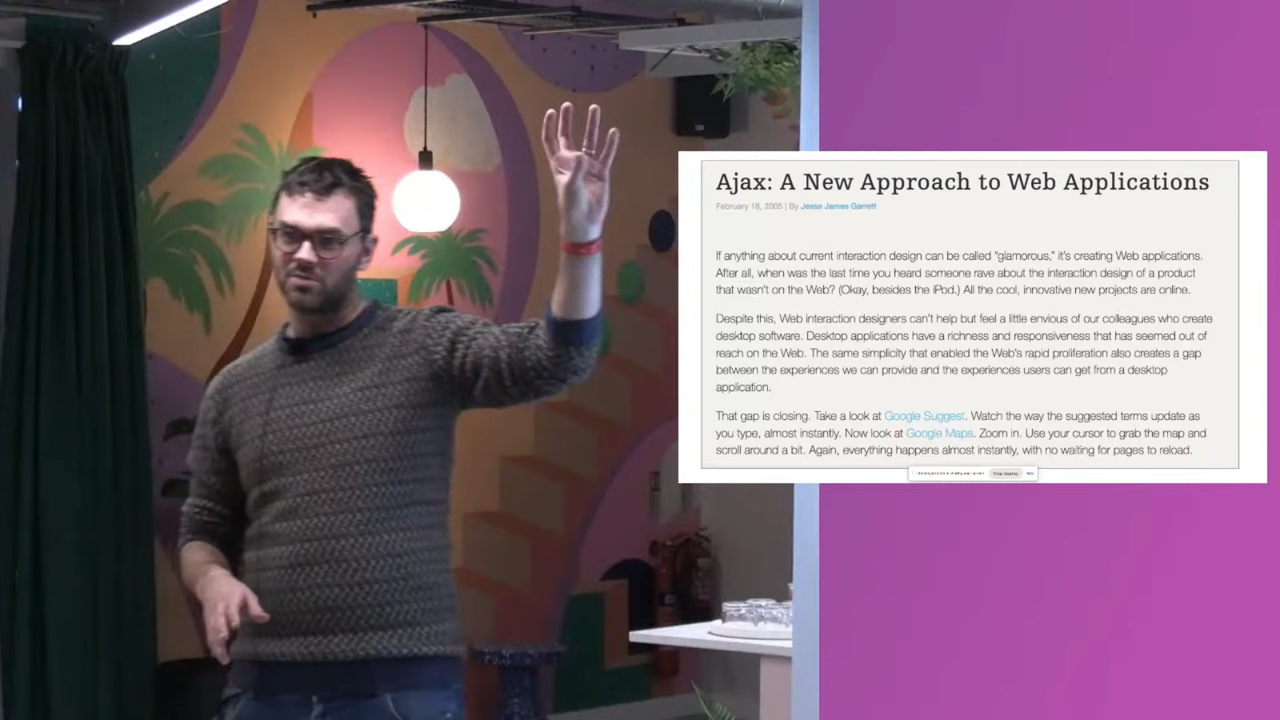 Ajax: A New Approach to Web Applications
February 18, 2005 | By Jesse James Garrett
If anything about current interaction design can be called “glamorous,” it’s creating Web applications.
After all, when was the last time you heard someone rave about the interaction design of a product
that wasn’t on the Web? (Okay, besides the iPod.) All the cool, innovative new projects are online.
Despite this, Web interaction designers can’t help but feel a little envious of our colleagues who create
desktop software. Desktop applications have a richness and responsiveness that has seemed out of
reach on the Web. The same simplicity that enabled the Web’s rapid proliferation also creates a gap
between the experiences we can provide and the experiences users can get from a desktop
application.
That gap is closing. Take a look at Google Suggest. Watch the way the suggested terms update as
you type, almost instantly. Now look at Google Maps. Zoom in. Use your cursor to grab the map and
scroll around a bit. Again, everything happens almost instantly, with no waiting for pages to reload.